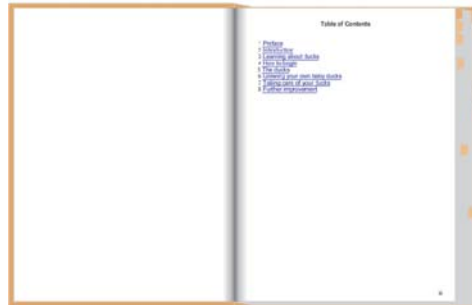 Table of Contents
1 Preface
2 Introduction
3 Learning about ducks
4 How to begin
5 The ducks
6 your own baby ducks
7 Taking care of your ducks
8 Further improvement
iii